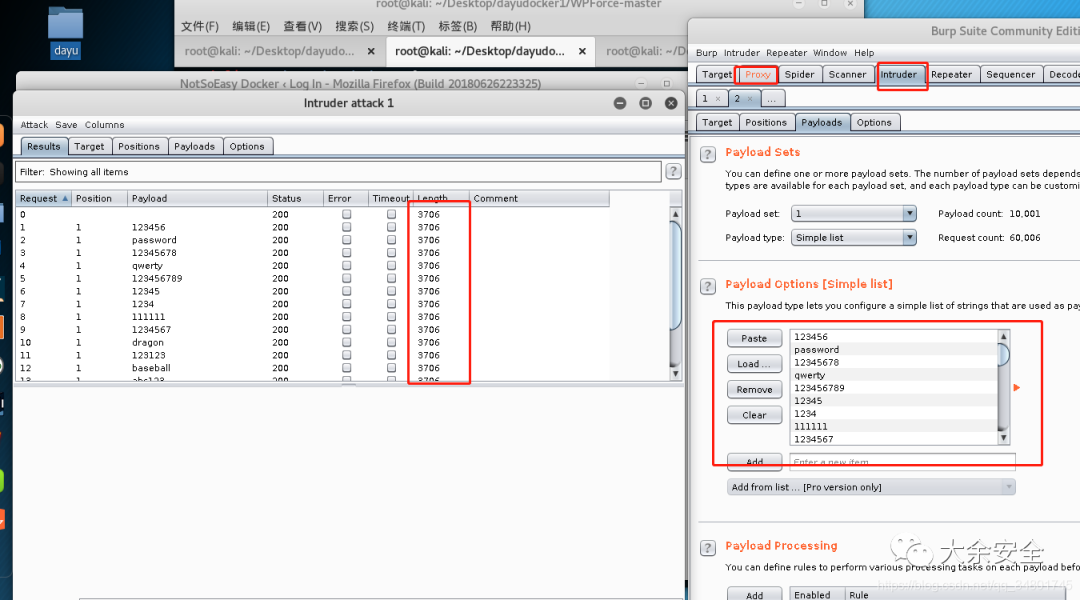 dayu
root@kali: ~/Desktop/dayudocker1/WPForce-master
文件(F) 编辑(E) 查看(V) 搜索(S) 终端(T) 标签(B) 帮助(H)
root@kali: ~/Desktop/dayudo... × root@kali: ~/Desktop/dayudo... × root@kali: ~/D
NotSoEasy Docker ‹ Log In - Mozilla Firefox (Build 20180626223325)
Intruder attack 1
Attack Save Columns
Results Target Positions Payloads Options
Filter: Showing all items ?
Request Position Payload Status Error Timeout Length Comment
0 200 3706
1 1 123456 200 3706
2 1 password 200 3706
3 1 12345678 200 3706
4 1 qwerty 200 3706
5 1 123456789 200 3706
6 1 12345 200 3706
7 1 1234 200 3706
8 1 111111 200 3706
9 1 1234567 200 3706
10 1 dragon 200 3706
11 1 123123 200 3706
12 1 baseball 200 3706
13 1 abc123 200 3706
Burp Suite Community Editi
Burp Intruder Repeater Window Help
Target Proxy Spider Scanner Intruder Repeater Sequencer Decode
1 × 2 × ...
Target Positions Payloads Options
? Payload Sets
You can define one or more payload sets. The number of payload sets depends
types are available for each payload set, and each payload type can be customi
Payload set: 1 Payload count: 10,001
Payload type: Simple list Request count: 60,006
? Payload Options [Simple list]
This payload type lets you configure a simple list of strings that are used as pay
Paste
Load ...
Remove
Clear
123456
password
12345678
qwerty
123456789
12345
1234
111111
1234567
Add Enter a new item
Add from list ... [Pro version only]
? Payload Processing
You can define rules to perform various processing tasks on each payload befo
Add Enabled Rule
大余安全